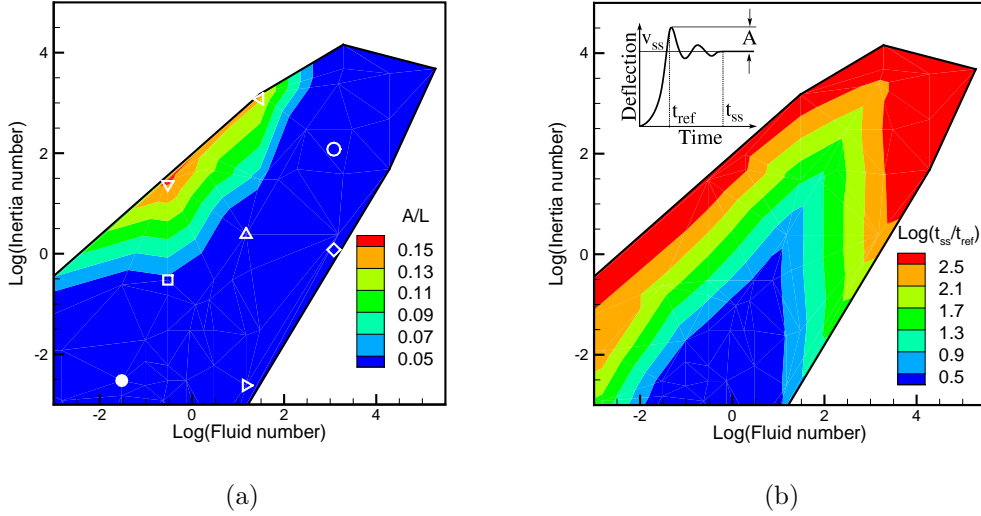 Log(Inertia number)
4
2
0
-2
-2
0
2
4
Log(Fluid number)
A/L
0.15
0.13
0.11
0.09
0.07
0.05
(a)
Log(Inertia number)
4
2
0
-2
-2
0
2
4
Log(Fluid number)
Deflection
v_ss
A
t_ref
t_ss
Time
Log(t_ss/t_ref)
2.5
2.1
1.7
1.3
0.9
0.5
(b)